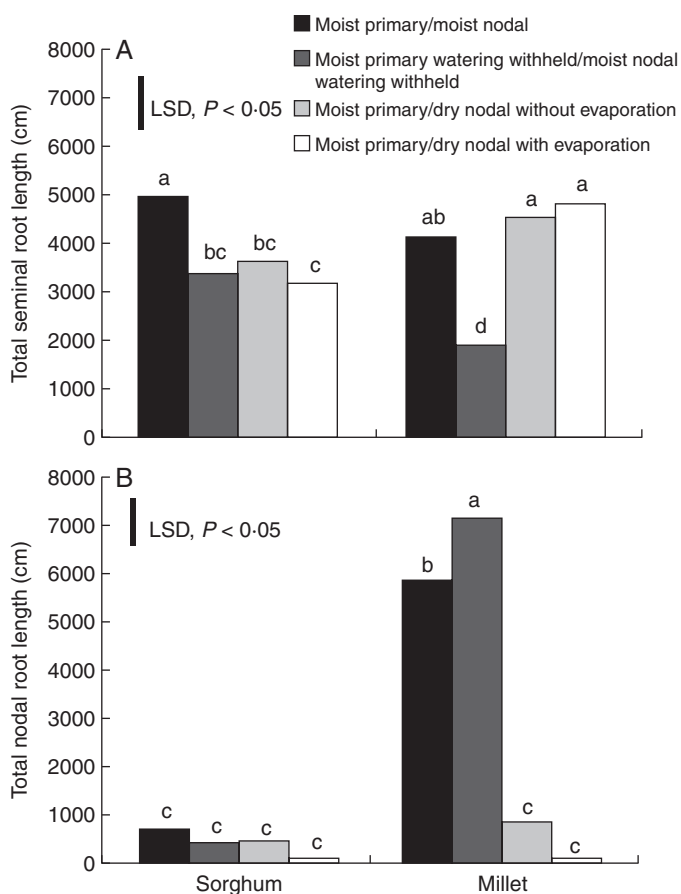 Moist primary/moist nodal
Moist primary watering withheld/moist nodal
watering withheld
Moist primary/dry nodal without evaporation
Moist primary/dry nodal with evaporation
A
LSD, P < 0·05
Total seminal root length (cm)
8000
7000
6000
5000
4000
3000
2000
1000
0
a
bc
bc
c
ab
d
a
a
B
LSD, P < 0·05
Total nodal root length (cm)
8000
7000
6000
5000
4000
3000
2000
1000
0
c
c
c
c
b
a
c
c
Sorghum
Millet